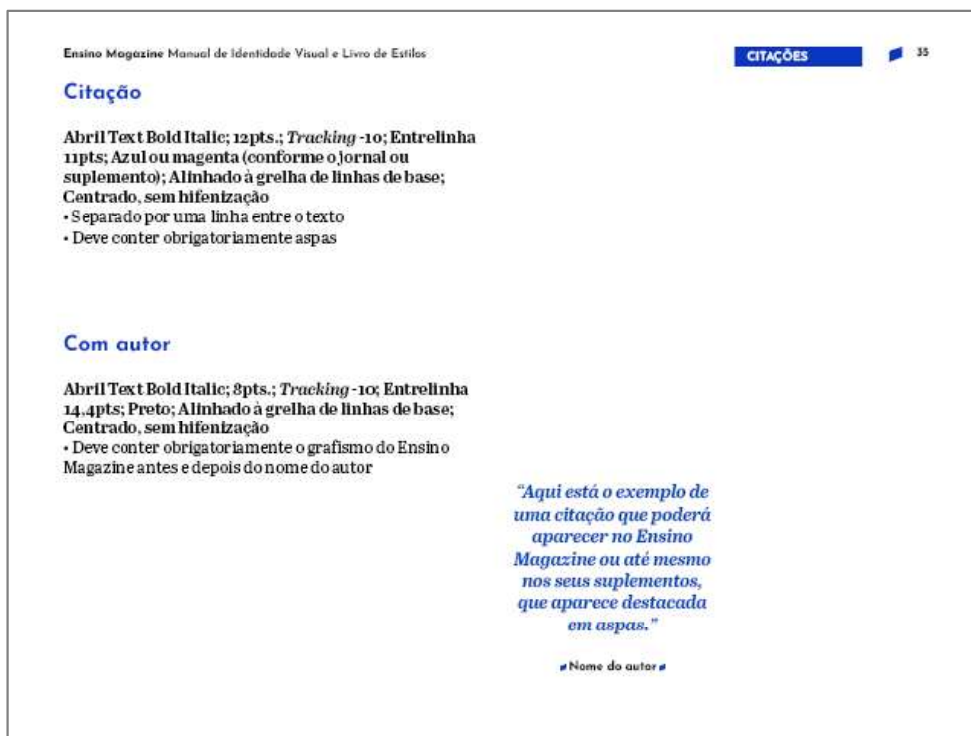 Ensino Magazine Manual de Identidade Visual e Livro de Estilos
CITAÇÕES
35
Citação
Abril Text Bold Italic; 12pts.; Tracking -10; Entrelinha
11pts; Azul ou magenta (conforme o jornal ou
suplemento); Alinhado à grelha de linhas de base;
Centrado, sem hifenização
• Separado por uma linha entre o texto
• Deve conter obrigatoriamente aspas
Com autor
Abril Text Bold Italic; 8pts.; Tracking -10; Entrelinha
14,4pts; Preto; Alinhado à grelha de linhas de base;
Centrado, sem hifenização
• Deve conter obrigatoriamente o grafismo do Ensino
Magazine antes e depois do nome do autor
“Aqui está o exemplo de
uma citação que poderá
aparecer no Ensino
Magazine ou até mesmo
nos seus suplementos,
que aparece destacada
em aspas.”
Nome do autor